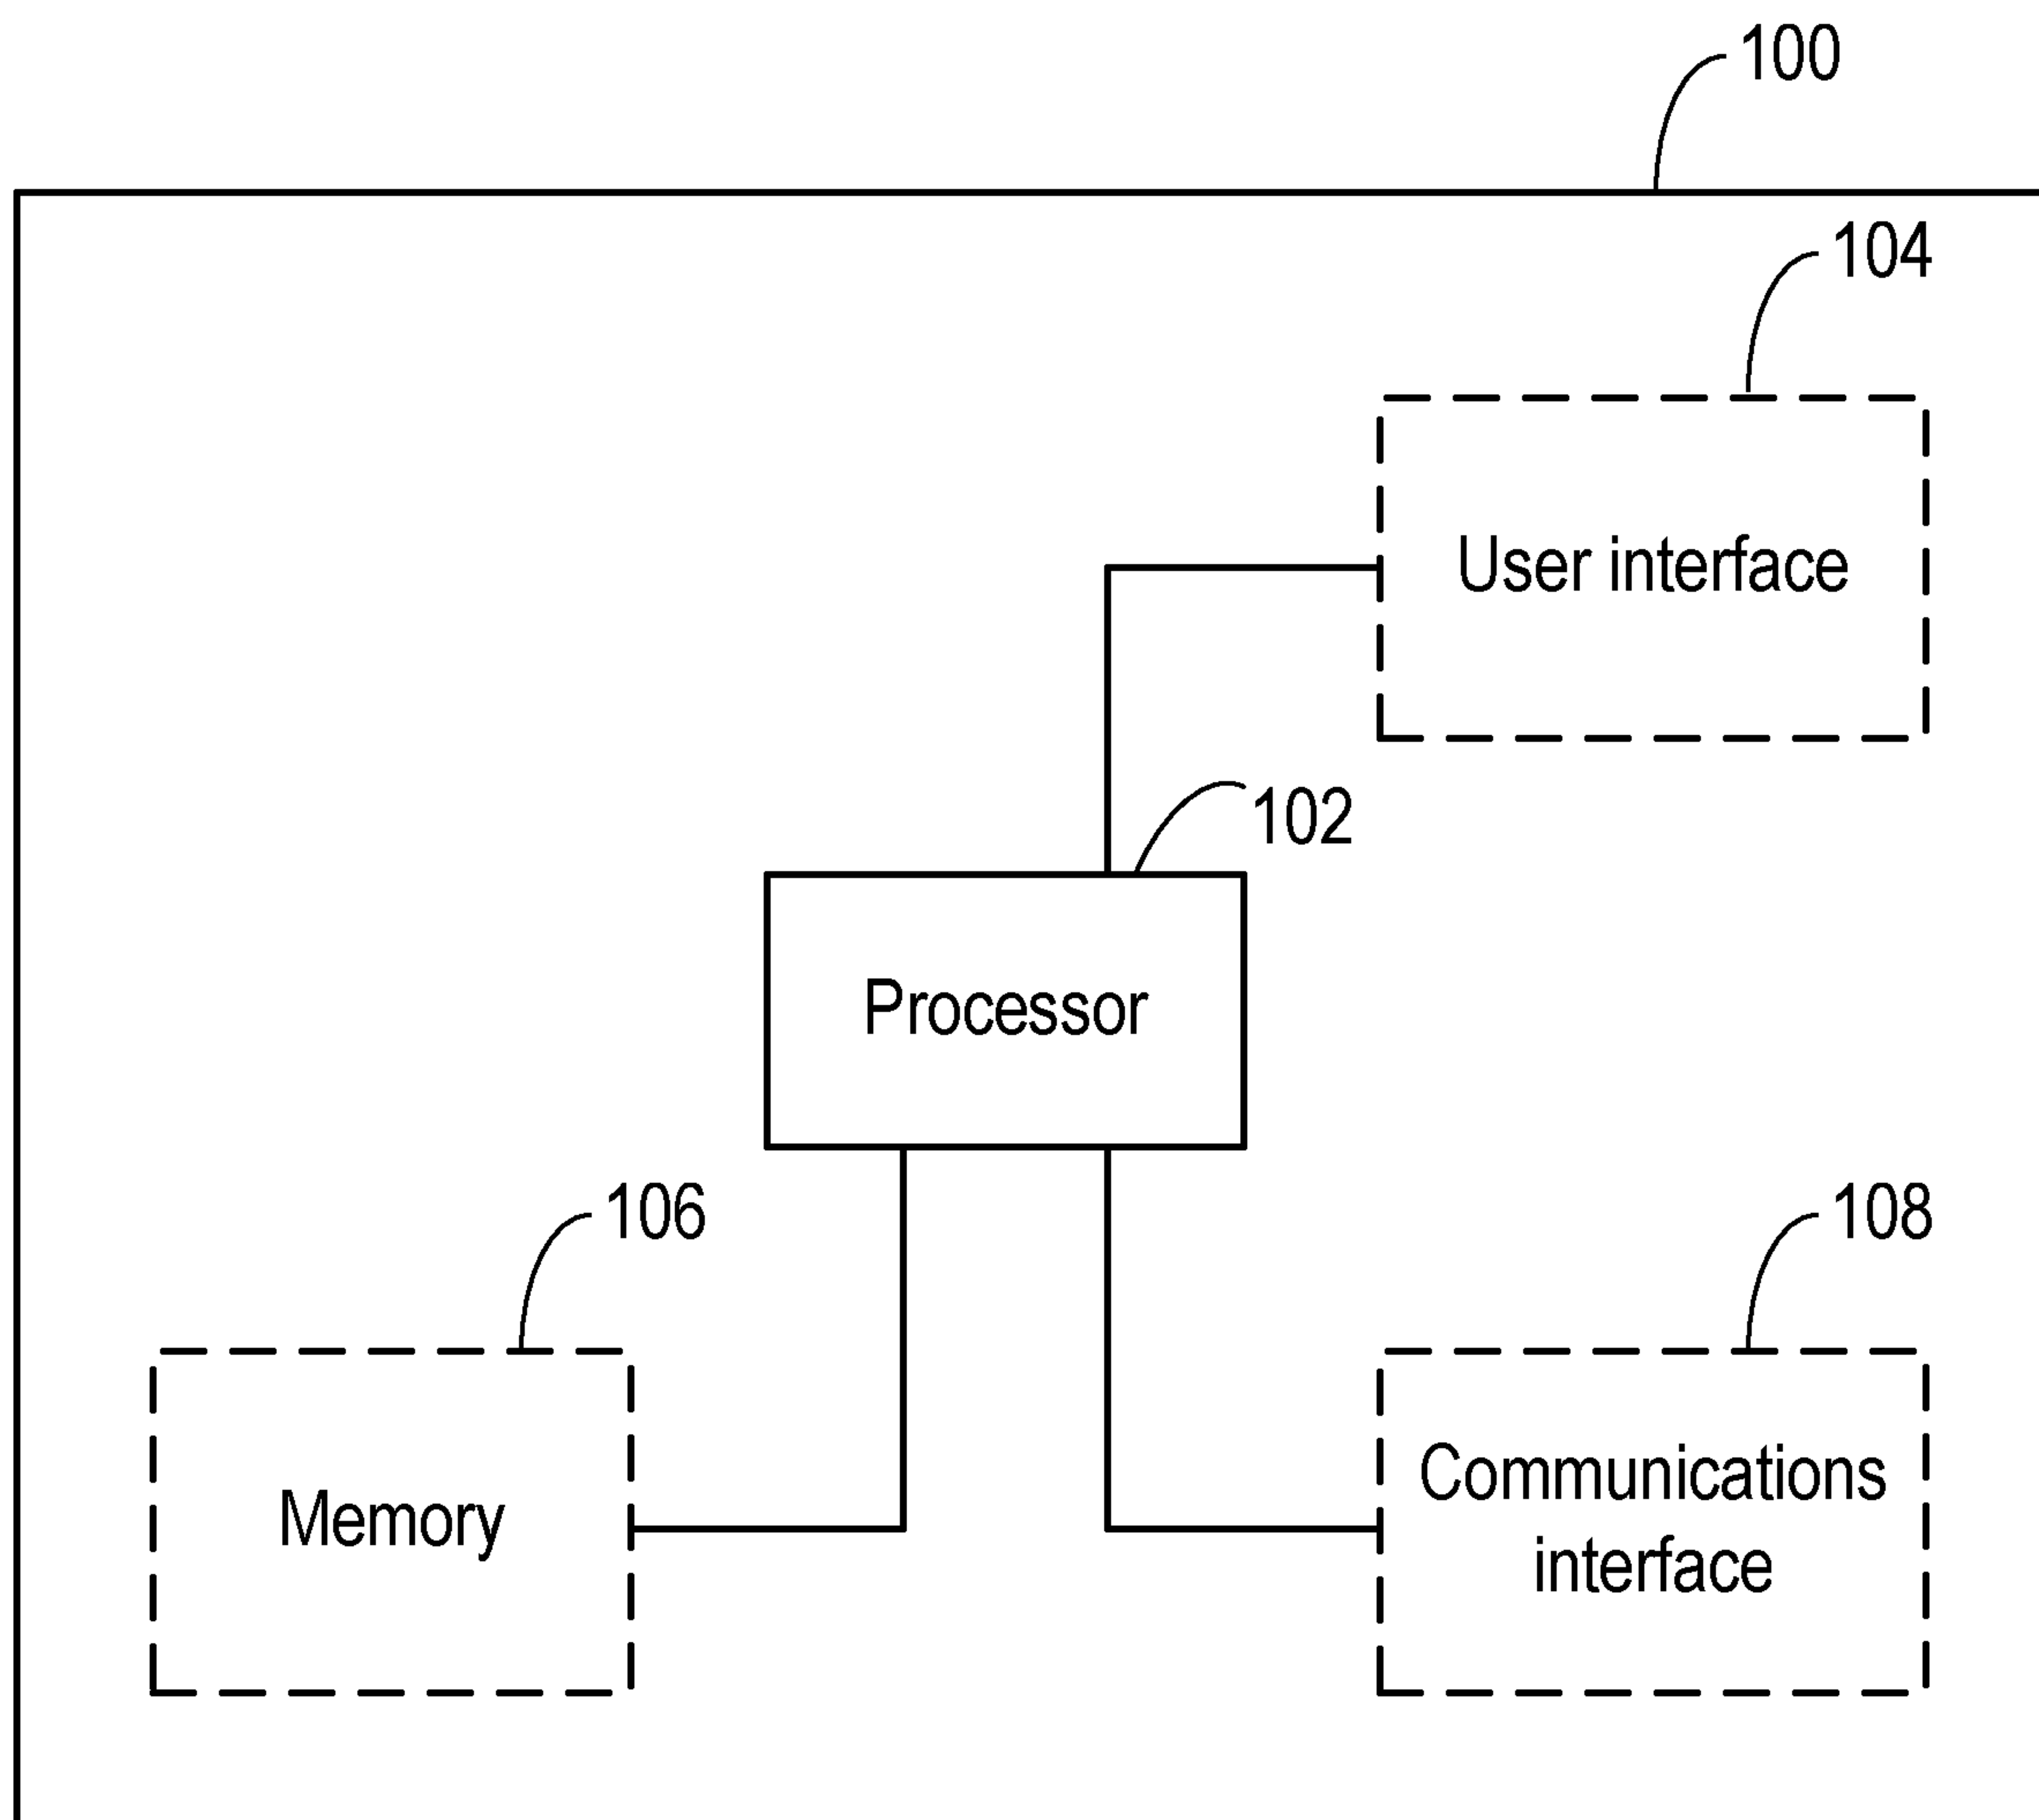 100
104
User interface
102
Processor
106
108
Memory
Communications
interface